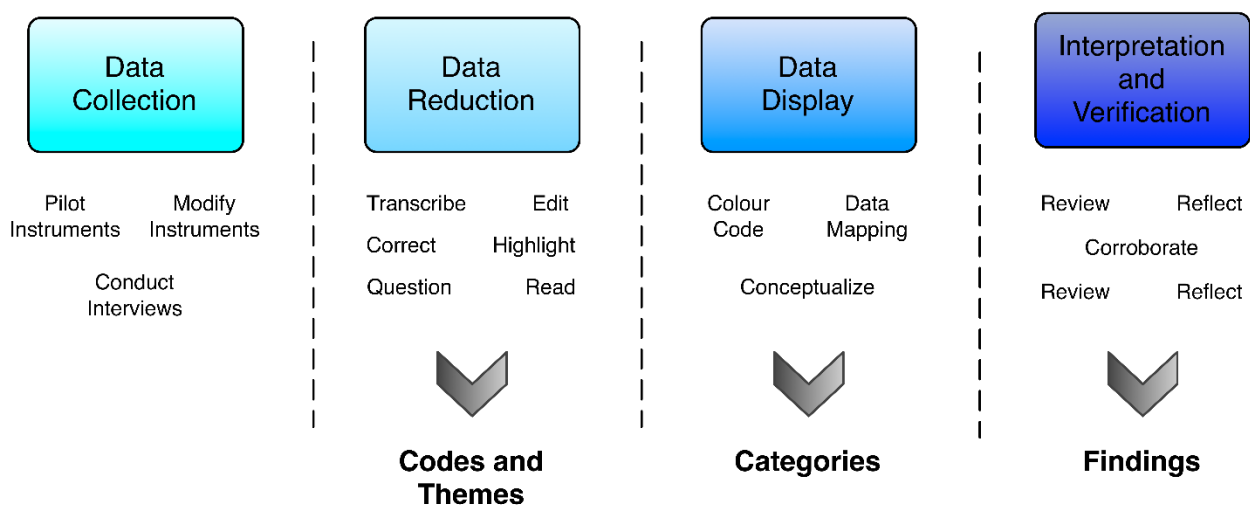 Data
Collection
Data
Reduction
Data
Display
Interpretation
and
Verification
Pilot
Instruments
Modify
Instruments
Conduct
Interviews
Transcribe
Edit
Correct
Highlight
Question
Read
Colour
Code
Data
Mapping
Conceptualize
Review
Reflect
Corroborate
Review
Reflect
Codes and
Themes
Categories
Findings